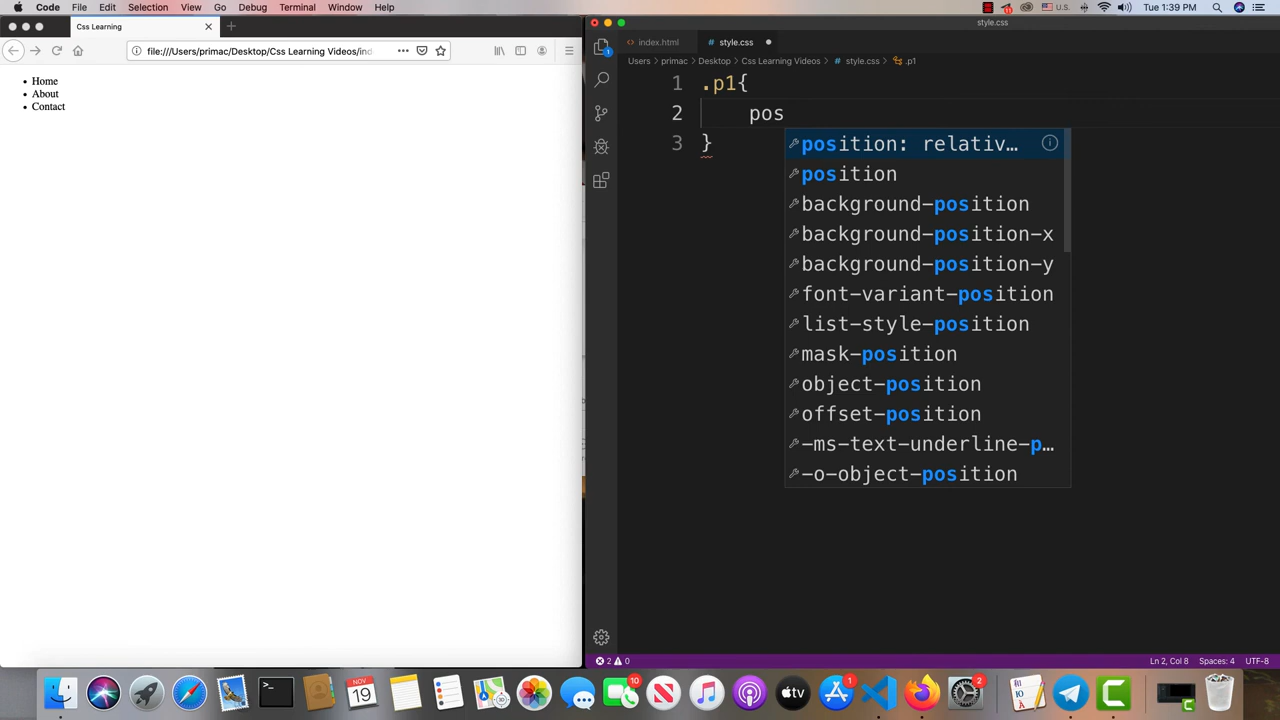 Code File Edit Selection View Go Debug Terminal Window Help
U.S. Tue 1:39 PM
Css Learning
file:///Users/primac/Desktop/Css Learning Videos/ind
Home
About
Contact
style.css
index.html
# style.css
Users > primac > Desktop > Css Learning Videos > # style.css > .p1
1 .p1{
2 pos
3 }
position: relativ…
position
background-position
background-position-x
background-position-y
font-variant-position
list-style-position
mask-position
object-position
offset-position
-ms-text-underline-p…
-o-object-position
2 0
Ln 2, Col 8 Spaces: 4 UTF-8
NOV
19
10
1
2